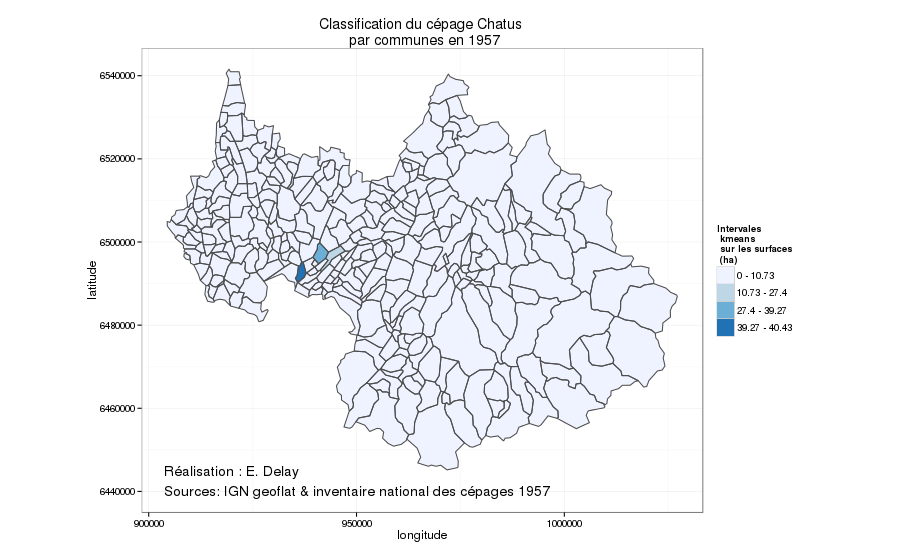 Classification du cépage Chatus
par communes en 1957
6540000
6520000
6500000
6480000
6460000
6440000
latitude
900000
950000
1000000
longitude
Réalisation : E. Delay
Sources: IGN geoflat & inventaire national des cépages 1957
Intervales
kmeans
sur les surfaces
(ha)
0 - 10.73
10.73 - 27.4
27.4 - 39.27
39.27 - 40.43